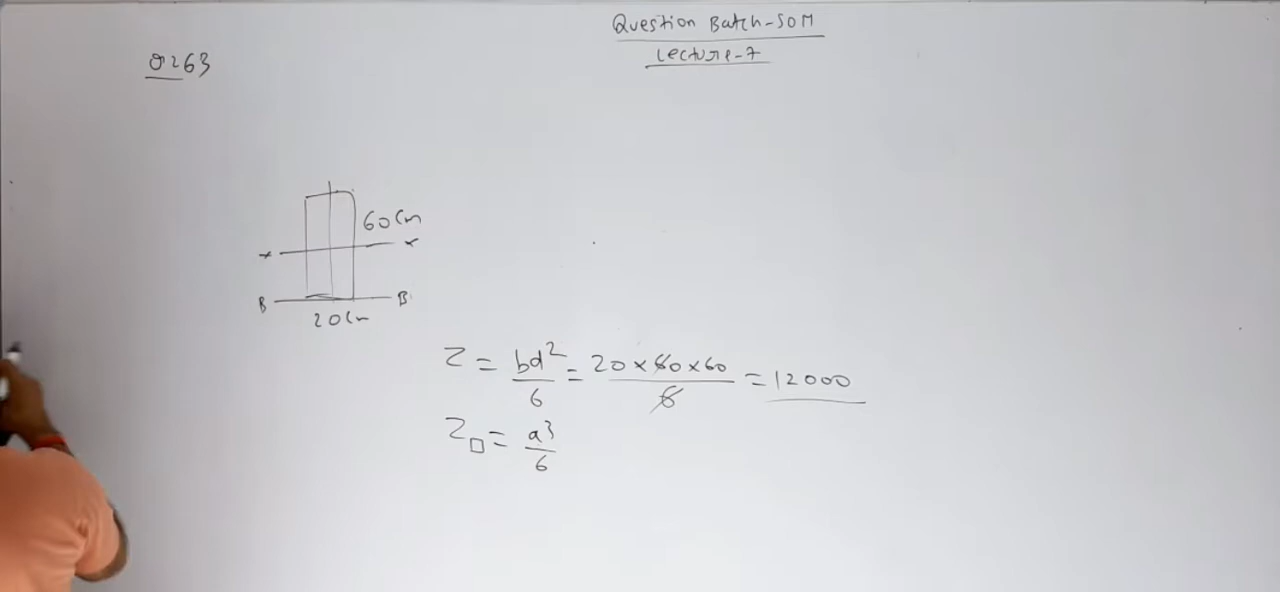 Question Batch-SOM
Lecture-7
Q263
60cm
x x
B B
20cm
Z = bd²/6 = 20×60×60/6 = 12000
Z□ = a³/6